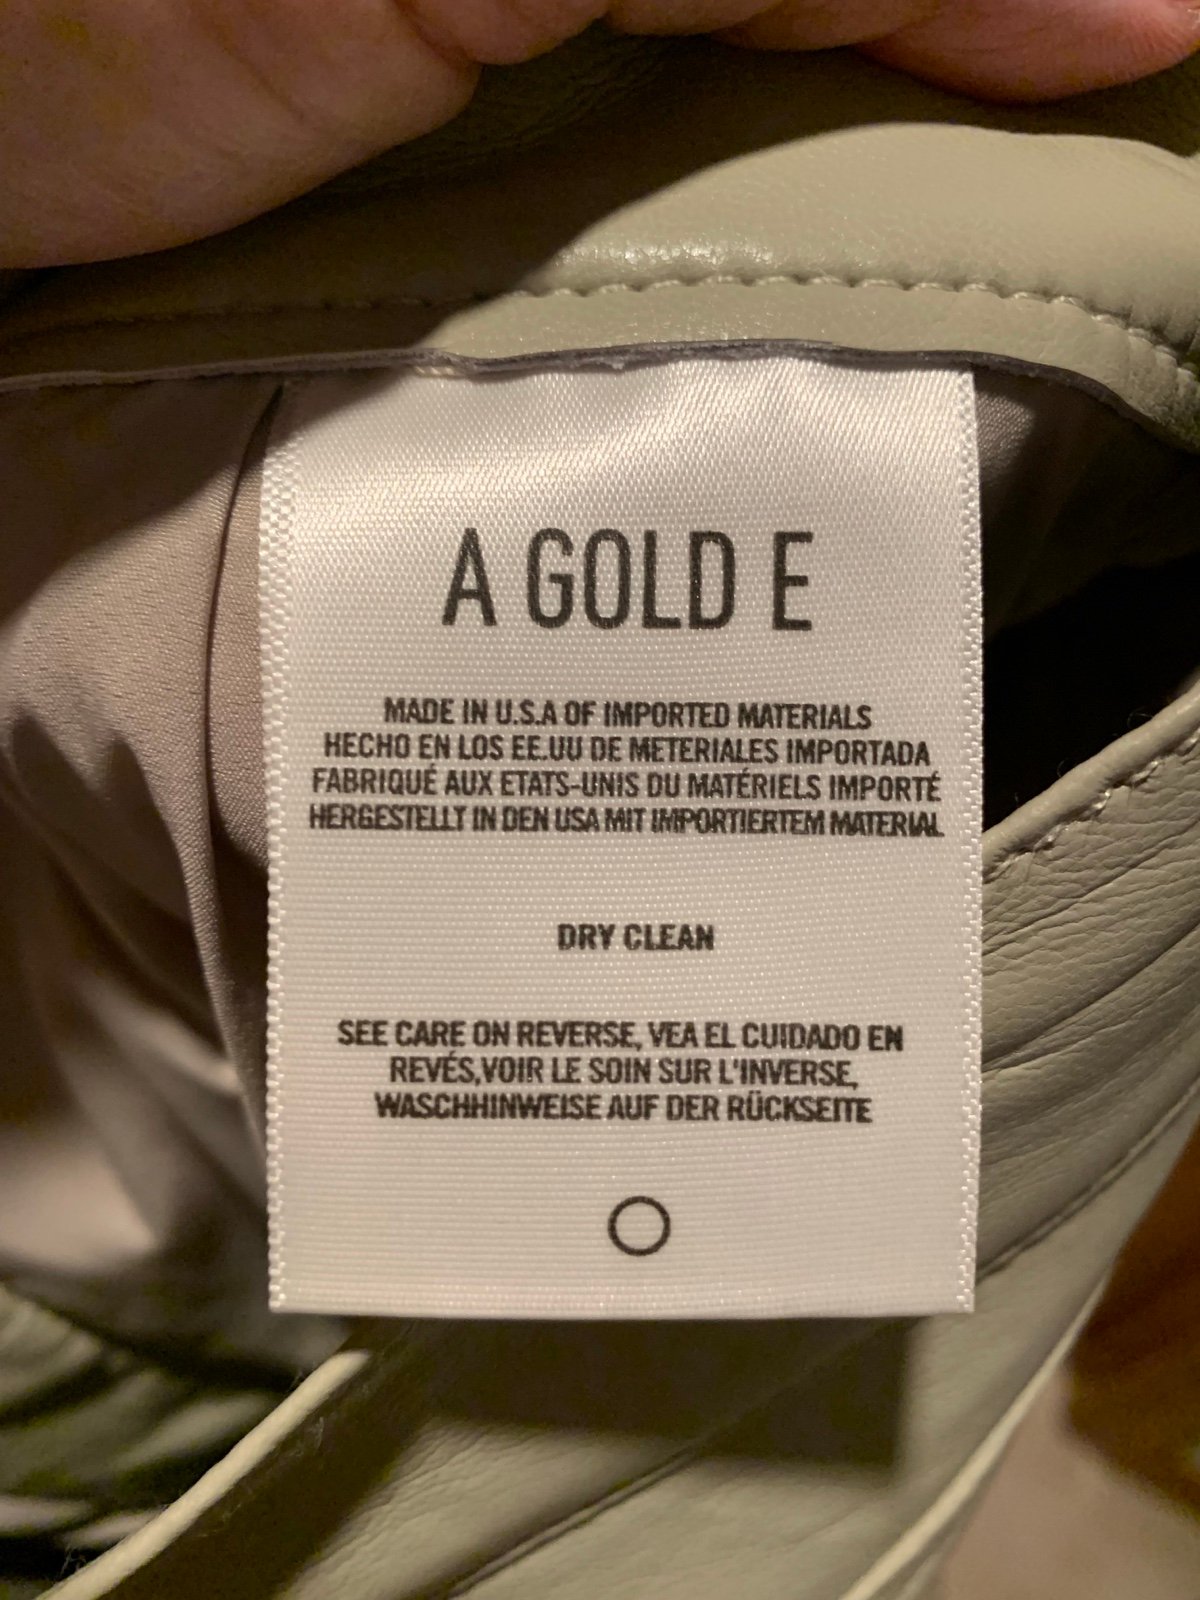 A GOLD E
MADE IN U.S.A OF IMPORTED MATERIALS
HECHO EN LOS EE.UU DE METERIALES IMPORTADA
FABRIQUÉ AUX ETATS-UNIS DU MATÉRIELS IMPORTÉ
HERGESTELLT IN DEN USA MIT IMPORTIERTEM MATERIAL
DRY CLEAN
SEE CARE ON REVERSE, VEA EL CUIDADO EN
REVÉS,VOIR LE SOIN SUR L'INVERSE,
WASCHHINWEISE AUF DER RÜCKSEITE